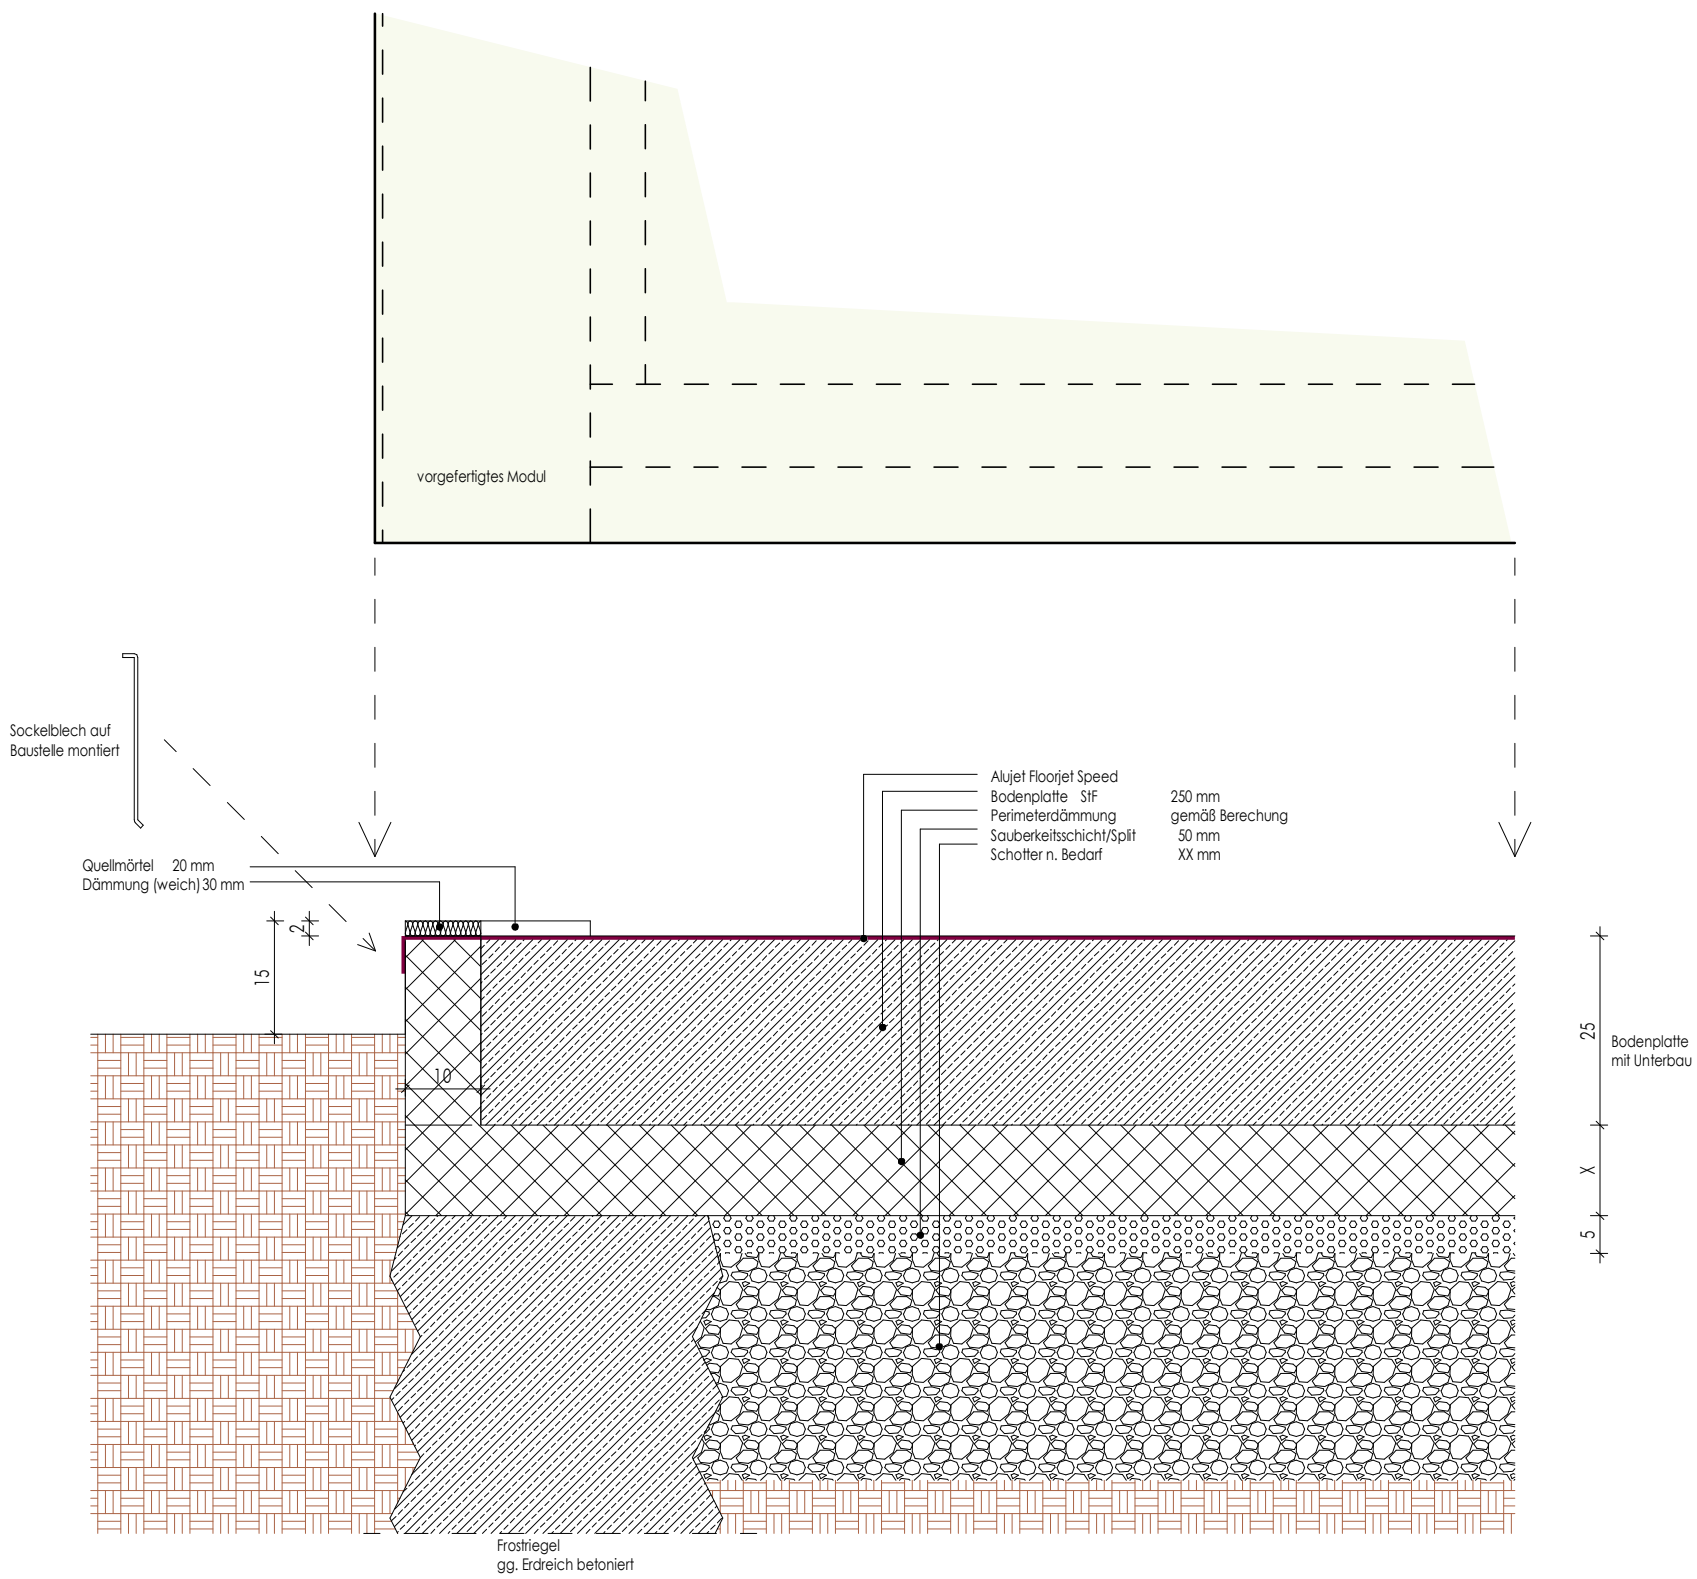 vorgefertigtes Modul
Sockelblech auf
Baustelle montiert
Alujet Floorjet Speed
Bodenplatte StF 250 mm
Perimeterdämmung gemäß Berechung
Sauberkeitsschicht/Split 50 mm
Schotter n. Bedarf XX mm
Quellmörtel 20 mm
Dämmung (weich) 30 mm
2
15
10
25
Bodenplatte
mit Unterbau
X
5
Frostriegel
gg. Erdreich betoniert